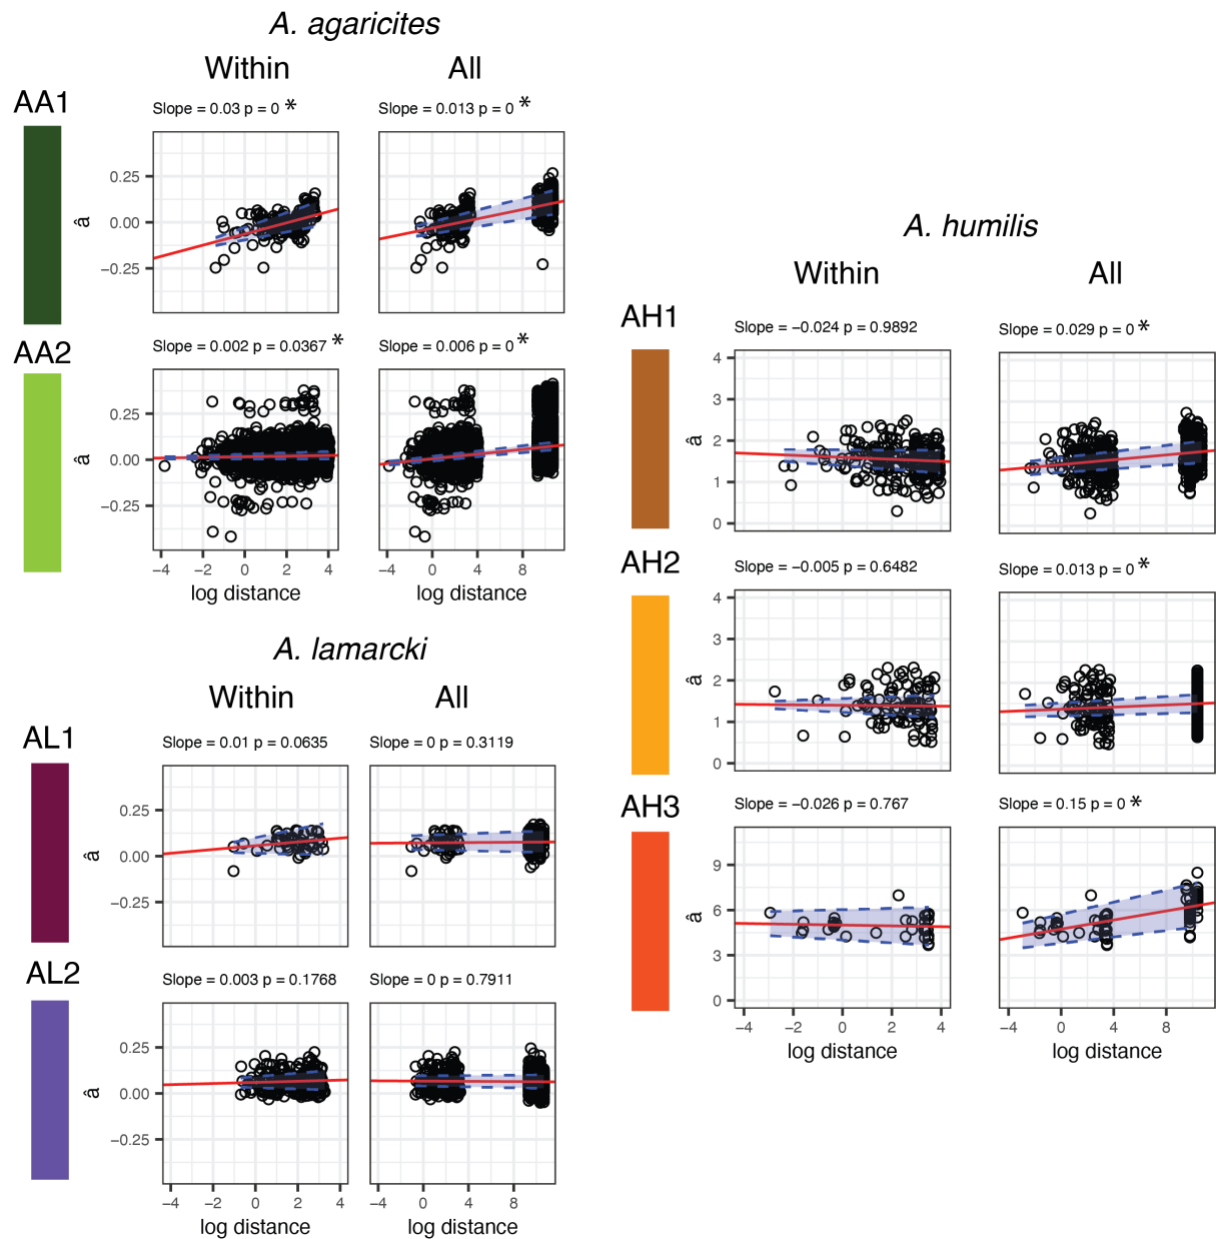 A. agaricites
Within All
AA1
Slope = 0.03 p = 0 * Slope = 0.013 p = 0 *
0.25
0.00
−0.25
â
AA2
Slope = 0.002 p = 0.0367 * Slope = 0.006 p = 0 *
0.25
0.00
−0.25
â
−4 −2 0 2 4 −4 0 4 8
log distance log distance
A. lamarcki
Within All
AL1
Slope = 0.01 p = 0.0635 Slope = 0 p = 0.3119
0.25
0.00
−0.25
â
AL2
Slope = 0.003 p = 0.1768 Slope = 0 p = 0.7911
0.25
0.00
−0.25
â
−4 −2 0 2 4 −4 0 4 8
log distance log distance
A. humilis
Within All
AH1
Slope = −0.024 p = 0.9892 Slope = 0.029 p = 0 *
4
3
2
1
0
â
AH2
Slope = −0.005 p = 0.6482 Slope = 0.013 p = 0 *
4
3
2
1
0
â
AH3
Slope = −0.026 p = 0.767 Slope = 0.15 p = 0 *
9
6
3
0
â
−4 −2 0 2 4 −4 0 4 8
log distance log distance